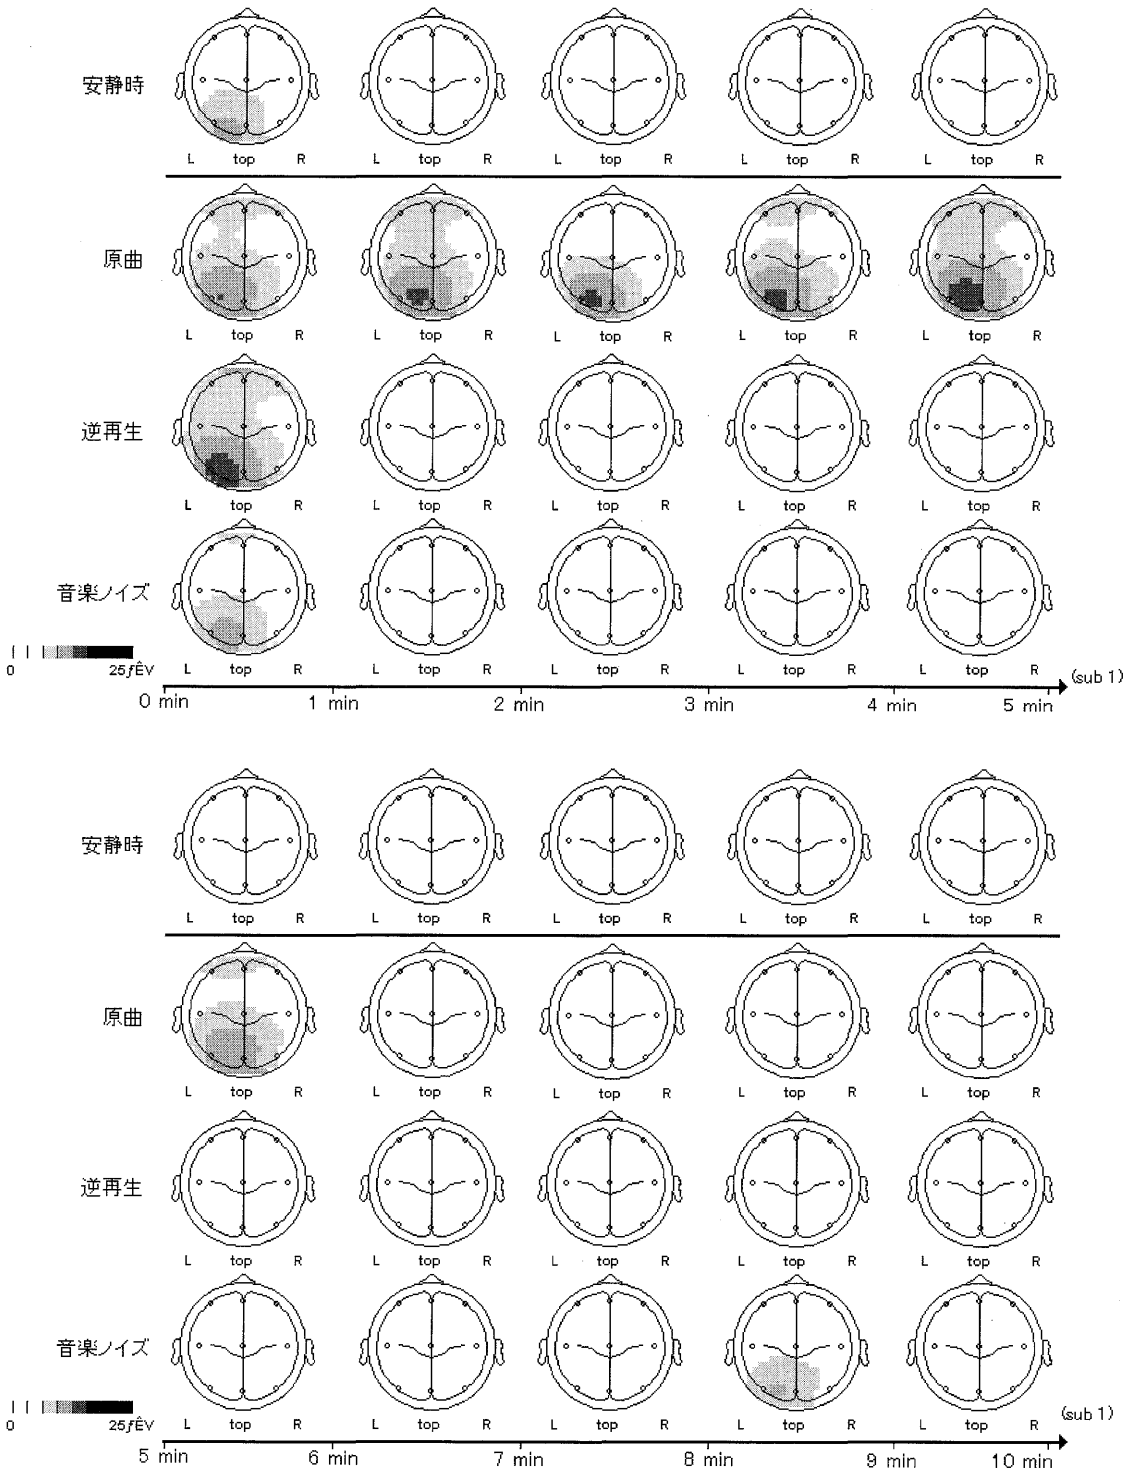 安静時
L top R L top R L top R L top R L top R
原曲
L top R L top R L top R L top R L top R
逆再生
L top R L top R L top R L top R L top R
音楽ノイズ
L top R L top R L top R L top R L top R
0 25ƒÊV
(sub 1)
0 min 1 min 2 min 3 min 4 min 5 min
安静時
L top R L top R L top R L top R L top R
原曲
L top R L top R L top R L top R L top R
逆再生
L top R L top R L top R L top R L top R
音楽ノイズ
L top R L top R L top R L top R L top R
0 25ƒÊV
(sub 1)
5 min 6 min 7 min 8 min 9 min 10 min